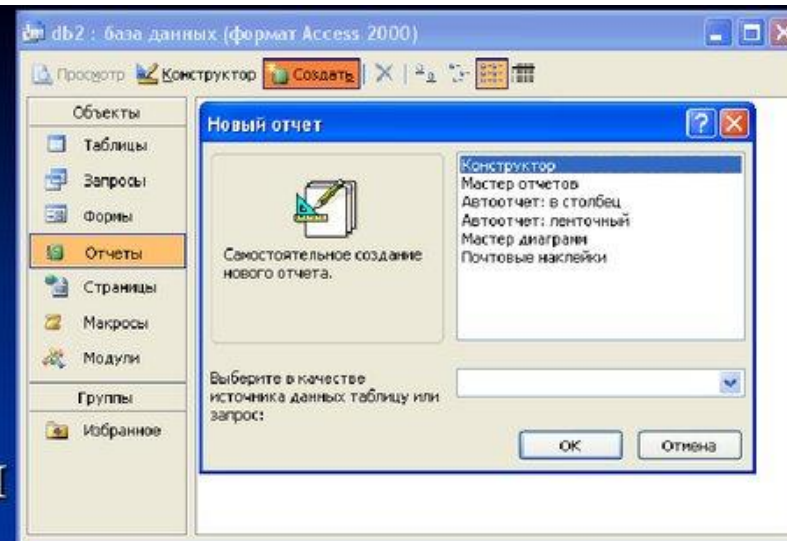 db2 : база данных (формат Access 2000)
Просмотр Конструктор Создать
Объекты
Таблицы
Запросы
Формы
Отчеты
Страницы
Макросы
Модули
Группы
Избранное
Новый отчет
Самостоятельное создание
нового отчета.
Конструктор
Мастер отчетов
Автоотчет: в столбец
Автоотчет: ленточный
Мастер диаграмм
Почтовые наклейки
Выберите в качестве
источника данных таблицу или
запрос:
ОК
Отмена